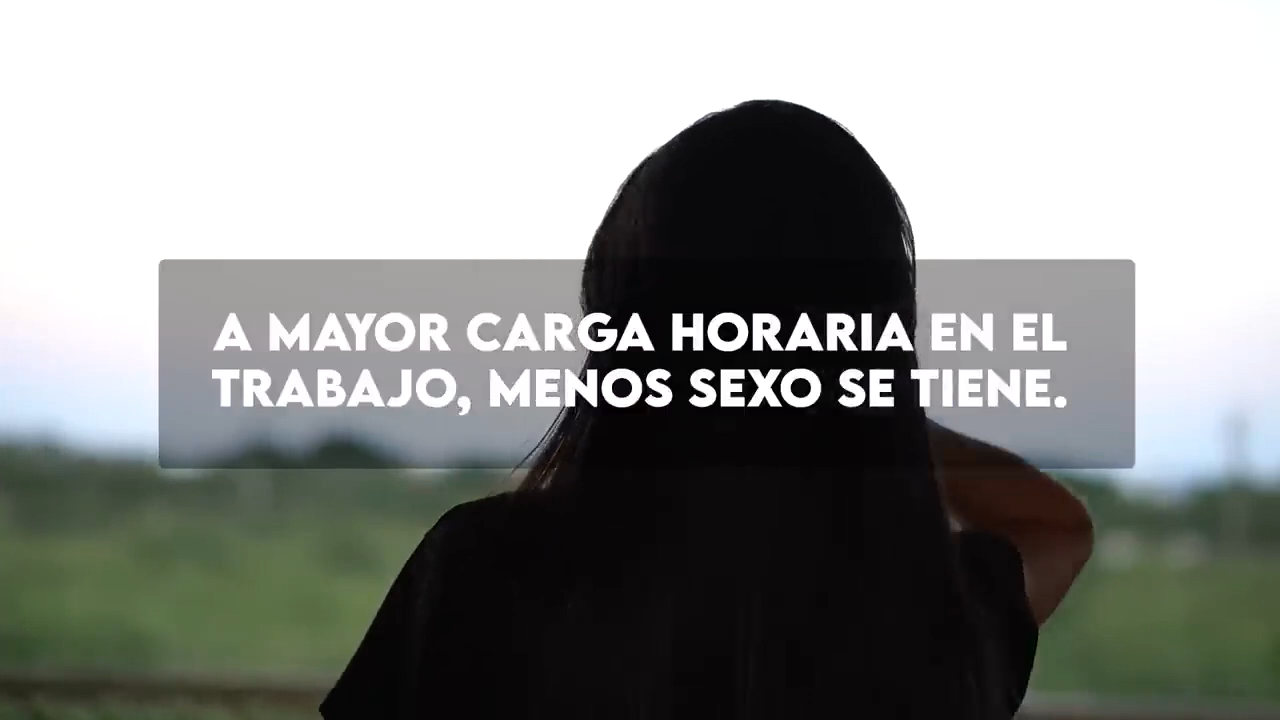 A MAYOR CARGA HORARIA EN EL
TRABAJO, MENOS SEXO SE TIENE.